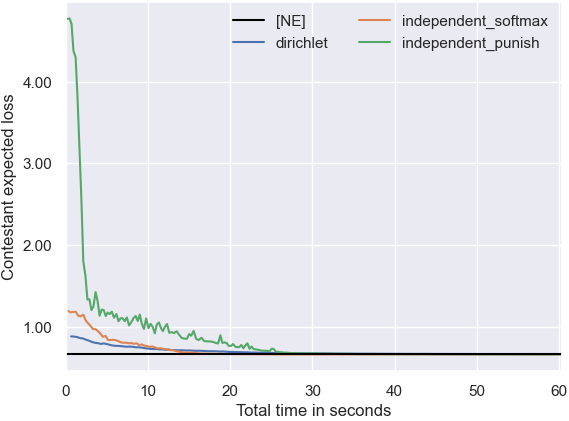 [NE]
dirichlet
independent_softmax
independent_punish
Contestant expected loss
4.00
3.00
2.00
1.00
0 10 20 30 40 50 60
Total time in seconds